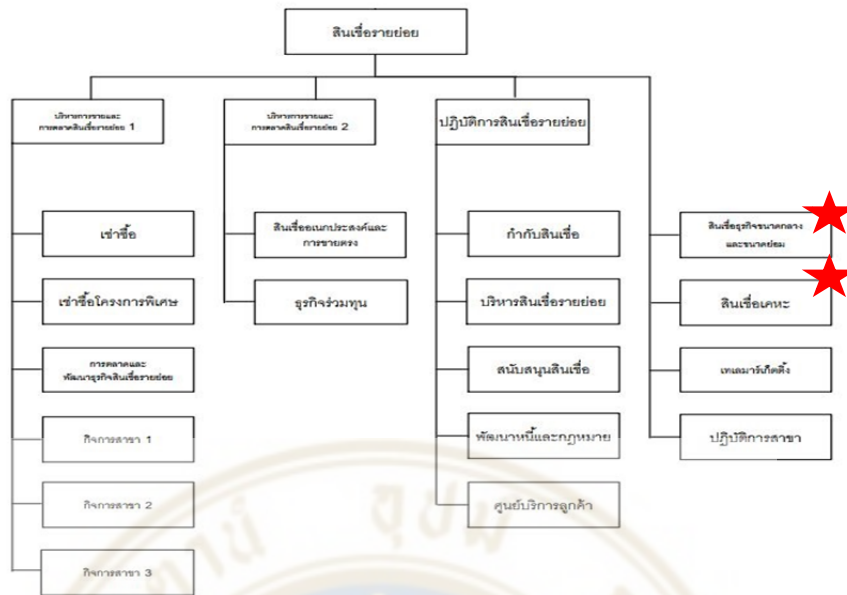 สินเชื่อรายย่อย
บริหารการขายและ
การตลาดสินเชื่อรายย่อย 1
บริหารการขายและ
การตลาดสินเชื่อรายย่อย 2
ปฏิบัติการสินเชื่อรายย่อย
เช่าซื้อ
สินเชื่ออเนกประสงค์และ
การขายตรง
กำกับสินเชื่อ
สินเชื่อธุรกิจขนาดกลาง
และขนาดย่อม
เช่าซื้อโครงการพิเศษ
ธุรกิจร่วมทุน
บริหารสินเชื่อรายย่อย
สินเชื่อเคหะ
การตลาดและ
พัฒนาธุรกิจสินเชื่อรายย่อย
สนับสนุนสินเชื่อ
เทเลมาร์เก็ตติ้ง
กิจการสาขา 1
พัฒนาหนี้และกฎหมาย
ปฏิบัติการสาขา
กิจการสาขา 2
ศูนย์บริการลูกค้า
กิจการสาขา 3